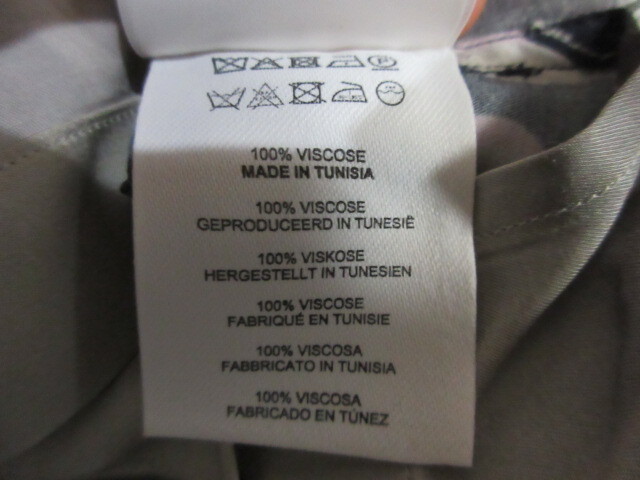 100% VISCOSE
MADE IN TUNISIA
100% VISCOSE
GEPRODUCEERD IN TUNESIË
100% VISKOSE
HERGESTELLT IN TUNESIEN
100% VISCOSE
FABRIQUÉ EN TUNISIE
100% VISCOSA
FABBRICATO IN TUNISIA
100% VISCOSA
FABRICADO EN TÚNEZ